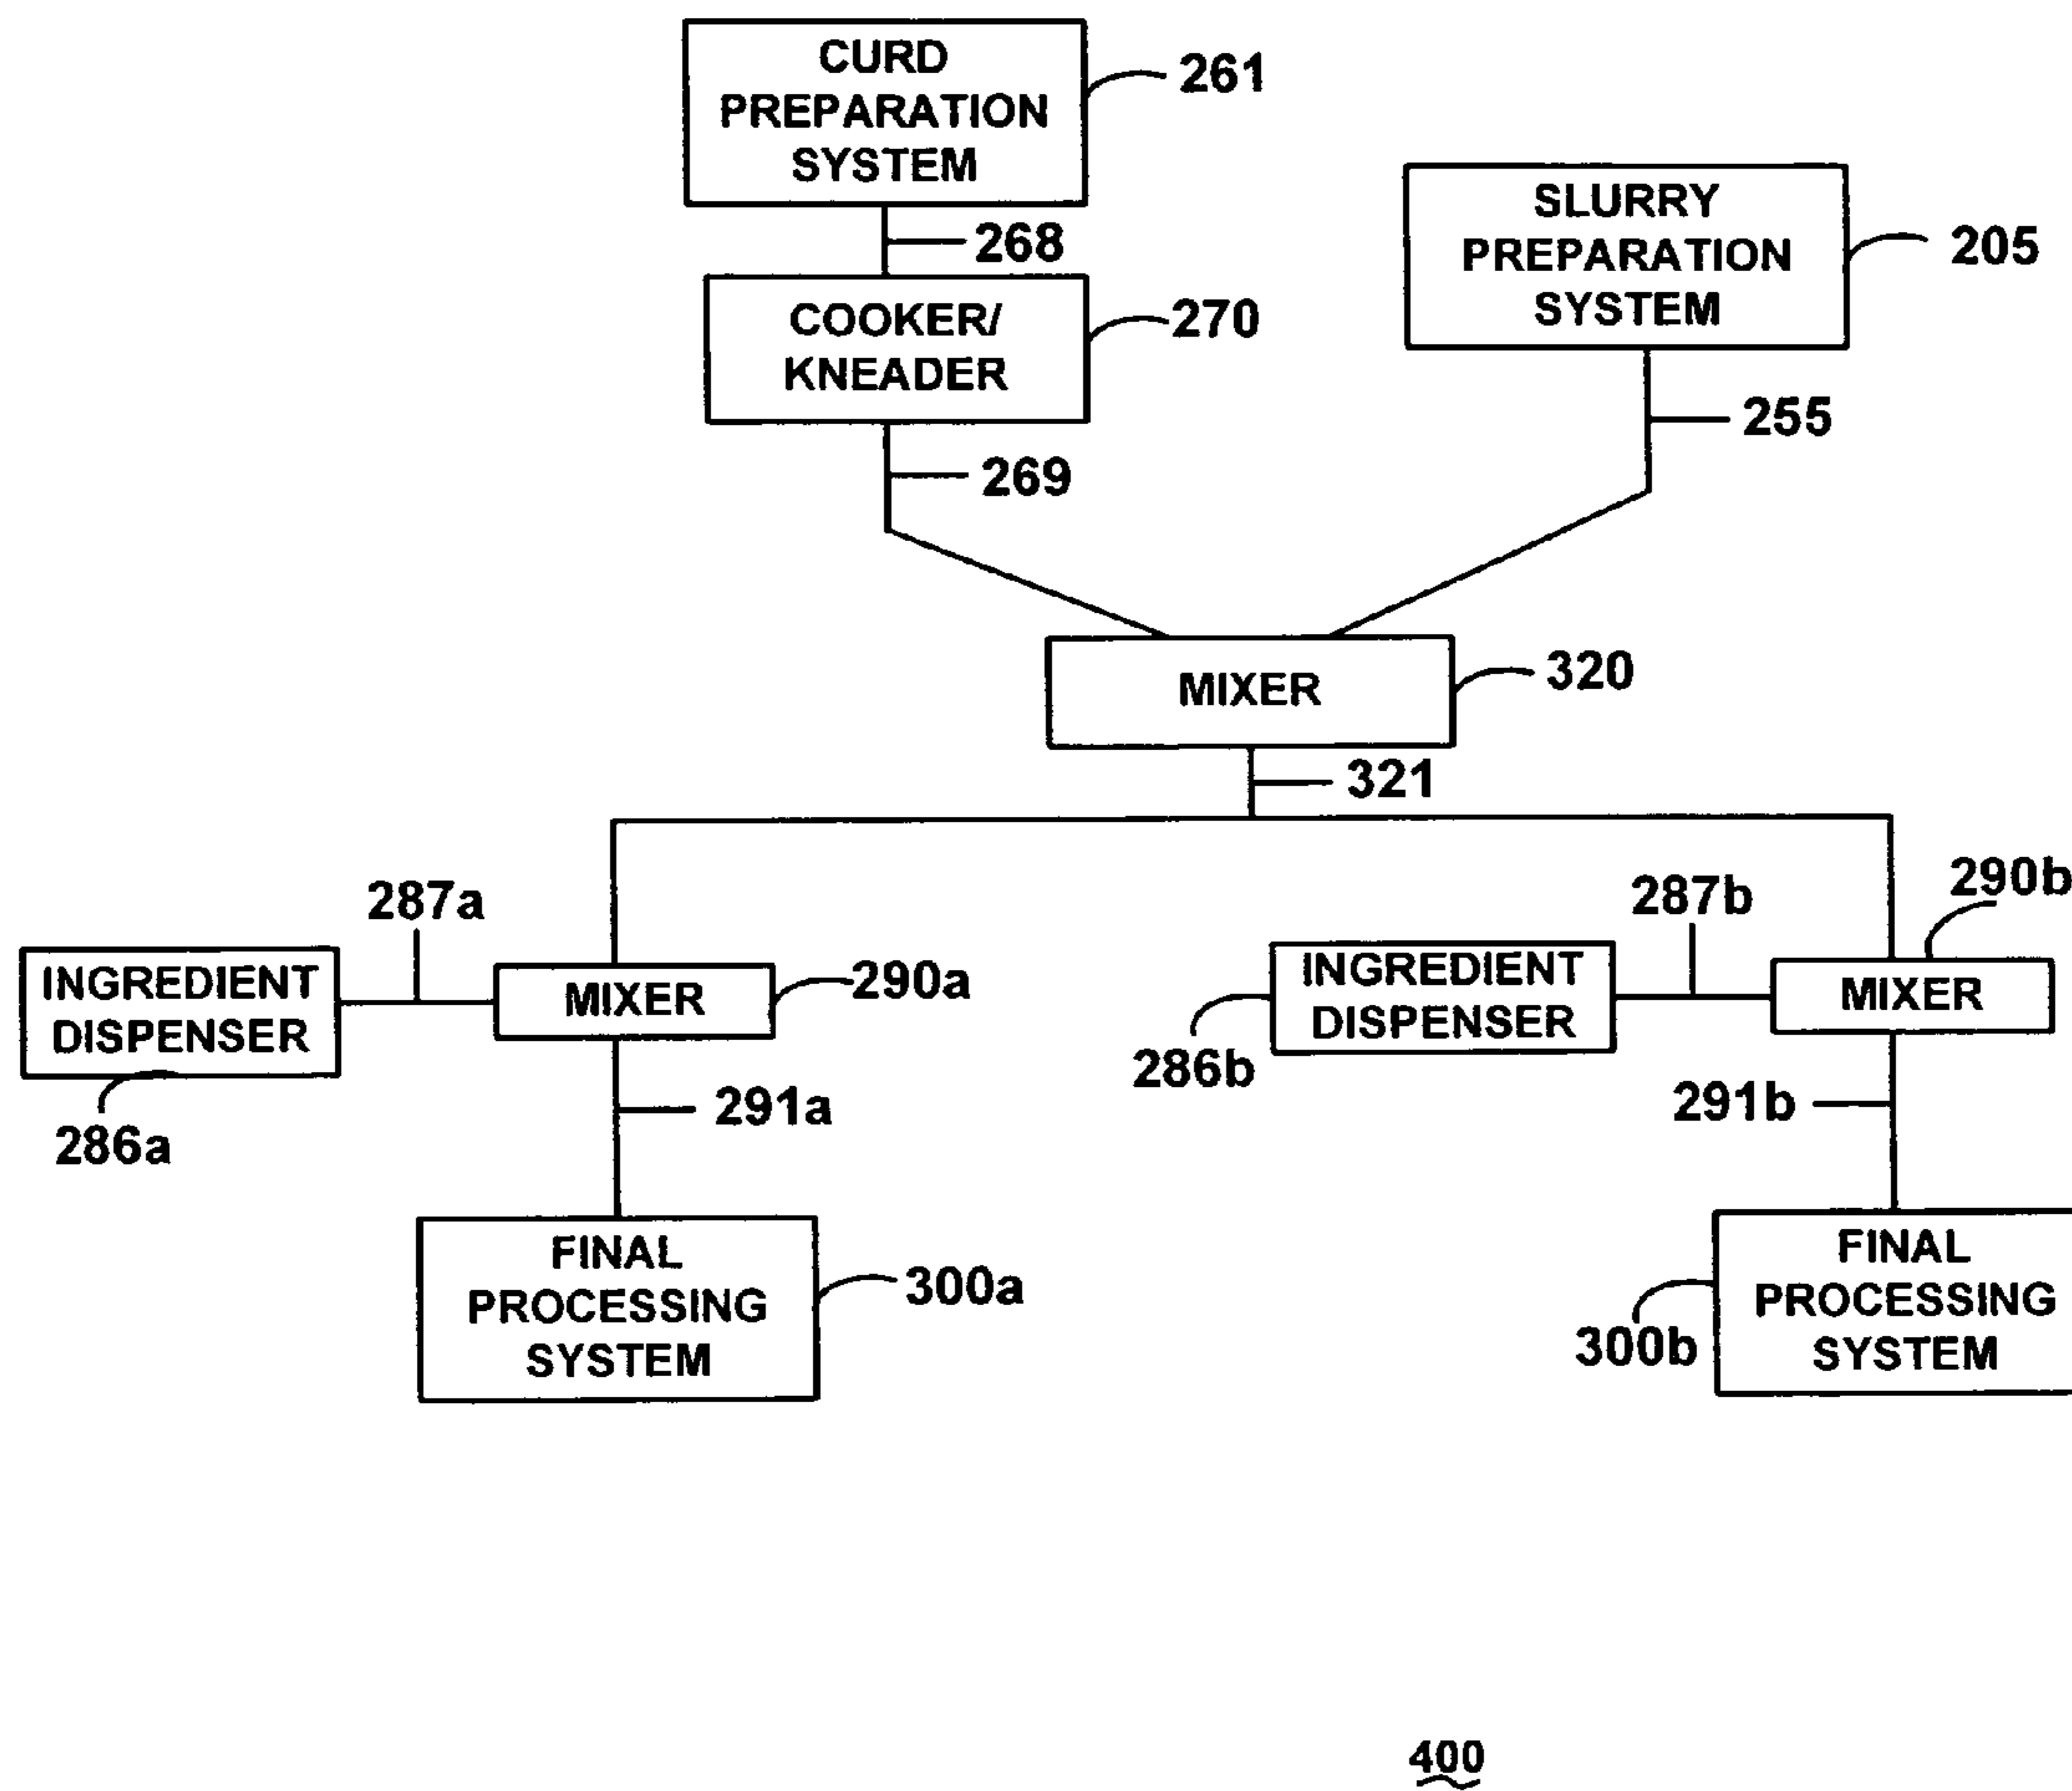 CURD
PREPARATION
SYSTEM
261
SLURRY
PREPARATION
SYSTEM
205
268
COOKER/
KNEADER
270
255
269
MIXER
320
321
287a
INGREDIENT
DISPENSER
286a
MIXER
290a
287b
290b
INGREDIENT
DISPENSER
286b
MIXER
291a
291b
FINAL
PROCESSING
SYSTEM
300a
FINAL
PROCESSING
SYSTEM
300b
400